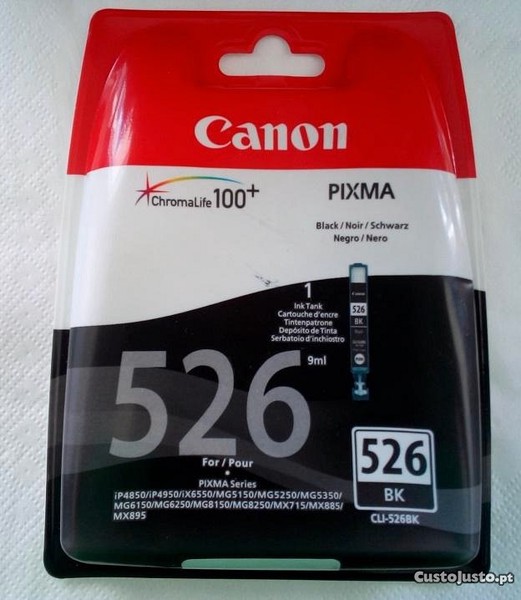 Canon
ChromaLife100+
PIXMA
Black / Noir / Schwarz
Negro / Nero
1
Ink Tank
Cartouche d'encre
Tintenpatrone
Depósito de Tinta
Serbatoio d'inchiostro
9ml
Canon
526
BK
526
For / Pour
PIXMA Series
iP4850/iP4950/iX6550/MG5150/MG5250/MG5350/
MG6150/MG6250/MG8150/MG8250/MX715/MX885/
MX895
526
BK
CLI-526BK
CustoJusto.pt